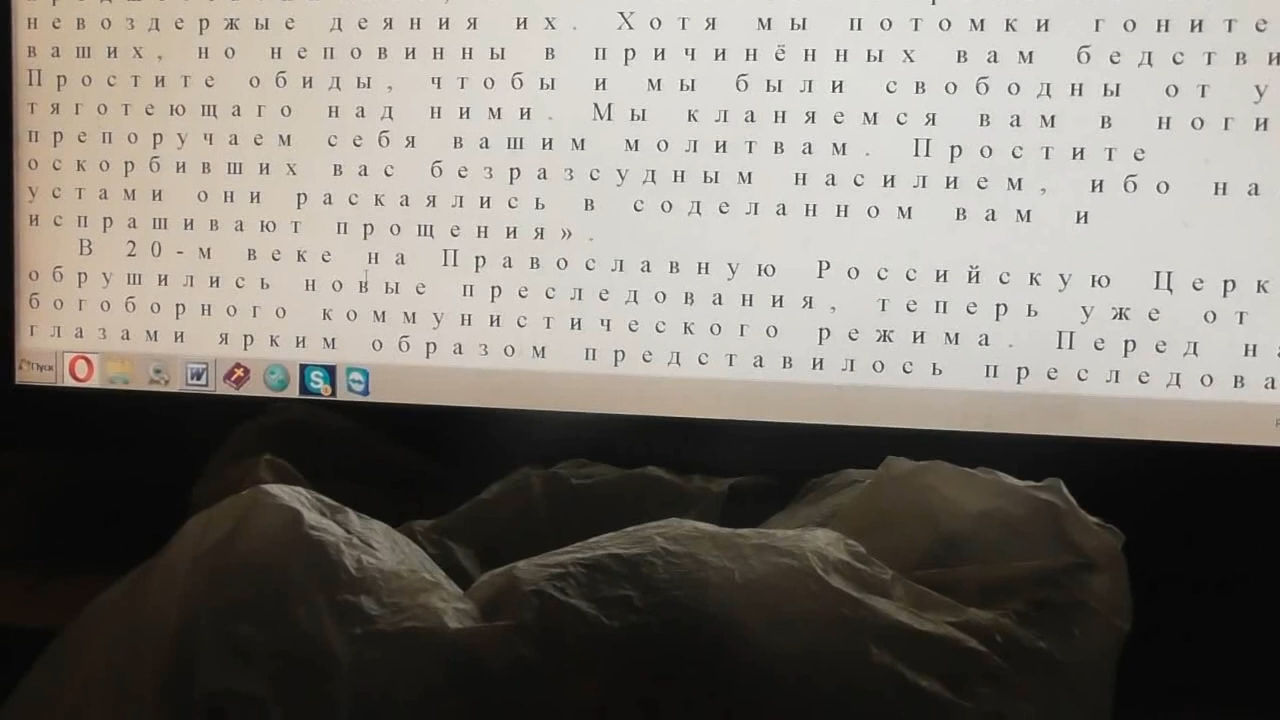 невоздержые деяния их. Хотя мы потомки гоните
ваших, но неповинны в причинённых вам бедстви
Простите обиды, чтобы и мы были свободны от у
тяготеющаго над ними. Мы кланяемся вам в ноги
препоручаем себя вашим молитвам. Простите
оскорбивших вас безразсудным насилием, ибо на
устами они раскаялись в соделанном вам и
испрашивают прощения».
В 20-м веке на Православную Российскую Церк
обрушились новые преследования, теперь уже от
богоборного коммунистического режима. Перед на
глазами ярким образом представилось преследова
Пуск